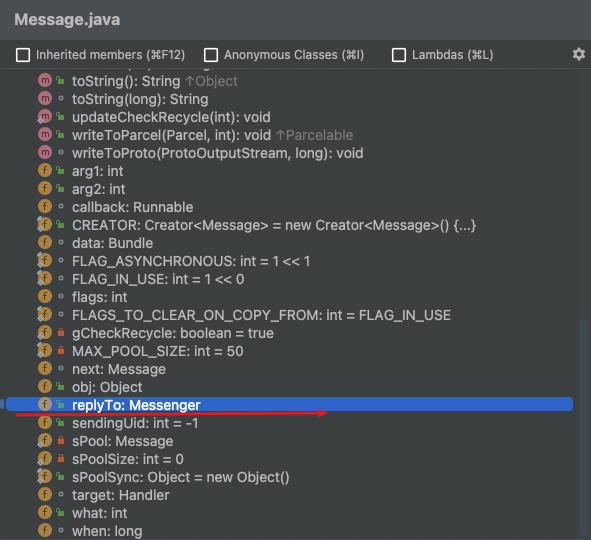 Message.java
Inherited members (⌘F12) Anonymous Classes (⌘I) Lambdas (⌘L)
m toString(): String ↑Object
m toString(long): String
m updateCheckRecycle(int): void
m writeToParcel(Parcel, int): void ↑Parcelable
m writeToProto(ProtoOutputStream, long): void
f arg1: int
f arg2: int
f callback: Runnable
f CREATOR: Creator<Message> = new Creator<Message>() {...}
f data: Bundle
f FLAG_ASYNCHRONOUS: int = 1 << 1
f FLAG_IN_USE: int = 1 << 0
f flags: int
f FLAGS_TO_CLEAR_ON_COPY_FROM: int = FLAG_IN_USE
f gCheckRecycle: boolean = true
f MAX_POOL_SIZE: int = 50
f next: Message
f obj: Object
f replyTo: Messenger
f sendingUid: int = -1
f sPool: Message
f sPoolSize: int = 0
f sPoolSync: Object = new Object()
f target: Handler
f what: int
f when: long